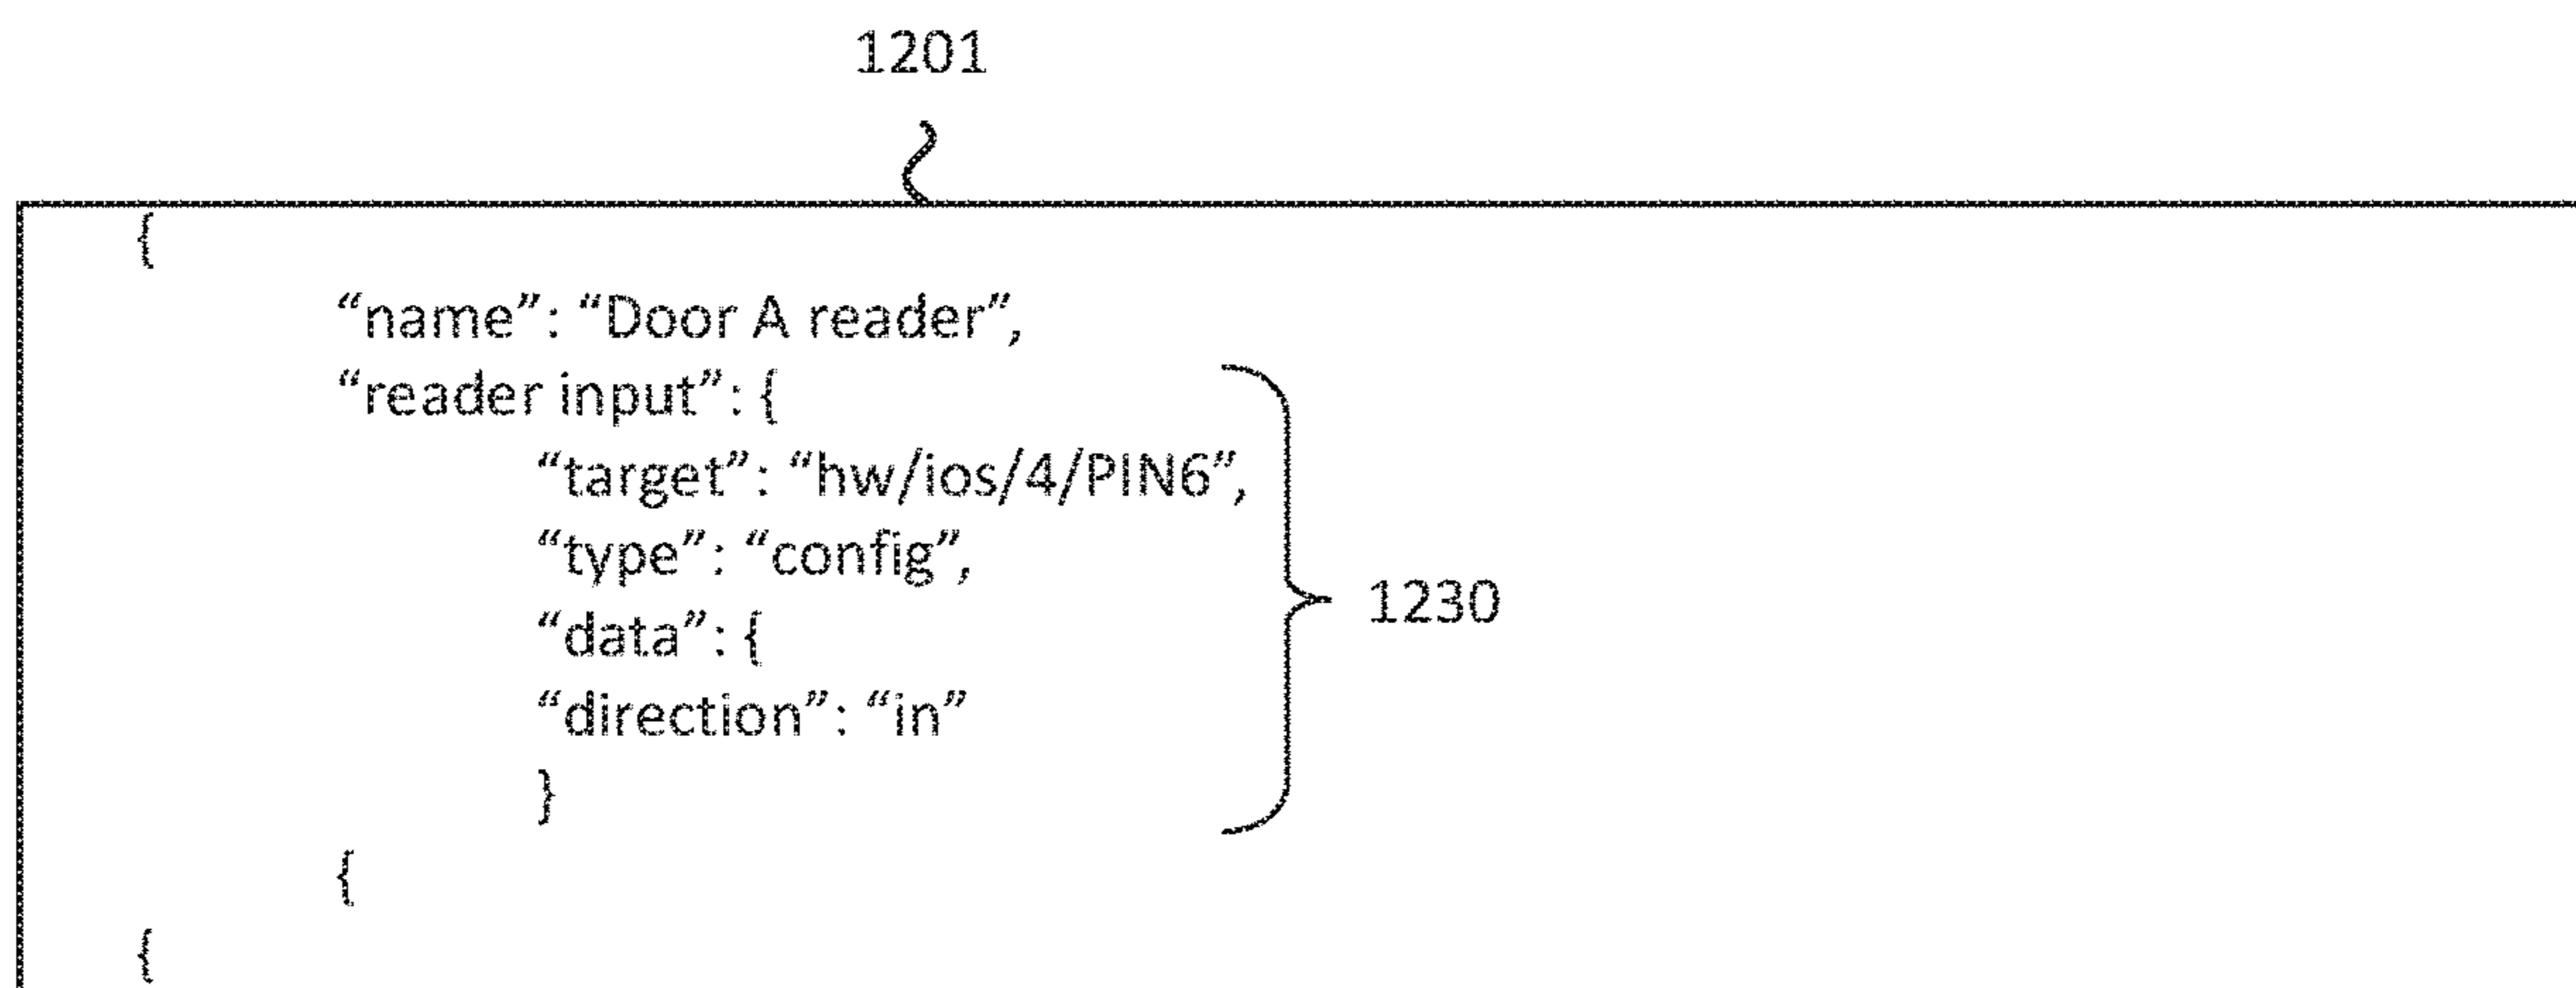 1201
{
“name”: “Door A reader”,
“reader input”: {
“target”: “hw/ios/4/PIN6”,
“type”: “config”,
“data”: {
“direction”: “in”
}
1230
{
{